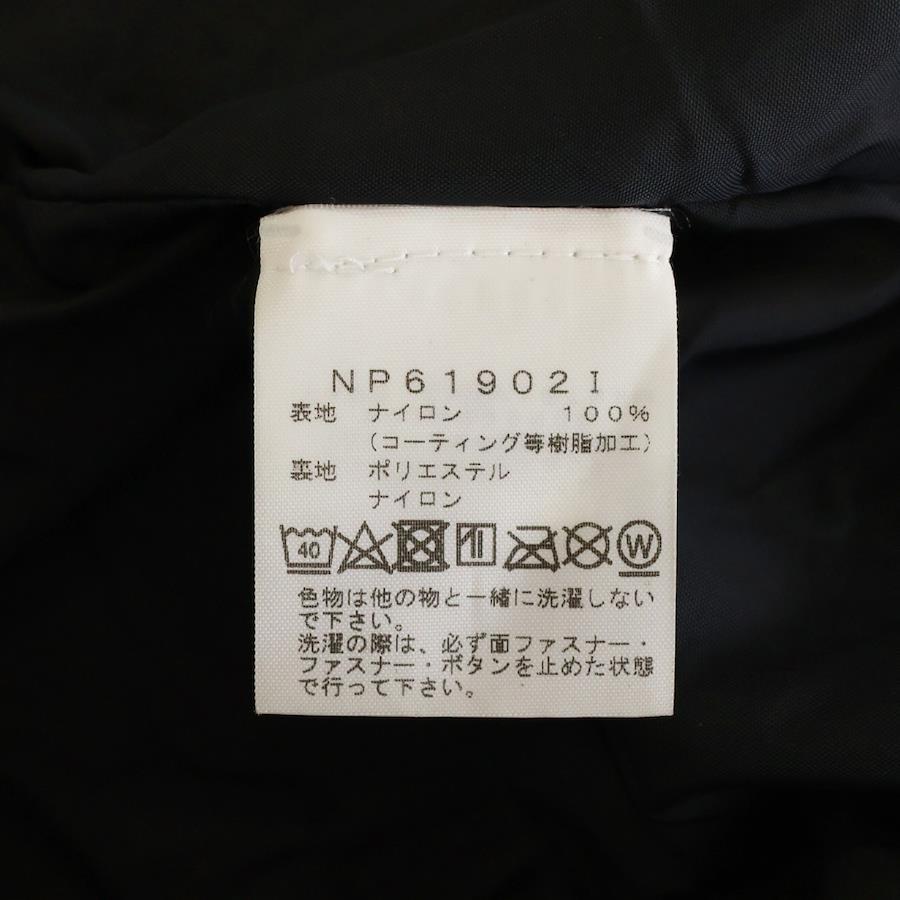 NP61902I
表地 ナイロン 100%
(コーティング等樹脂加工)
裏地 ポリエステル
ナイロン
40 W
色物は他の物と一緒に洗濯しない
で下さい。
洗濯の際は、必ず面ファスナー・
ファスナー・ボタンを止めた状態
で行って下さい。